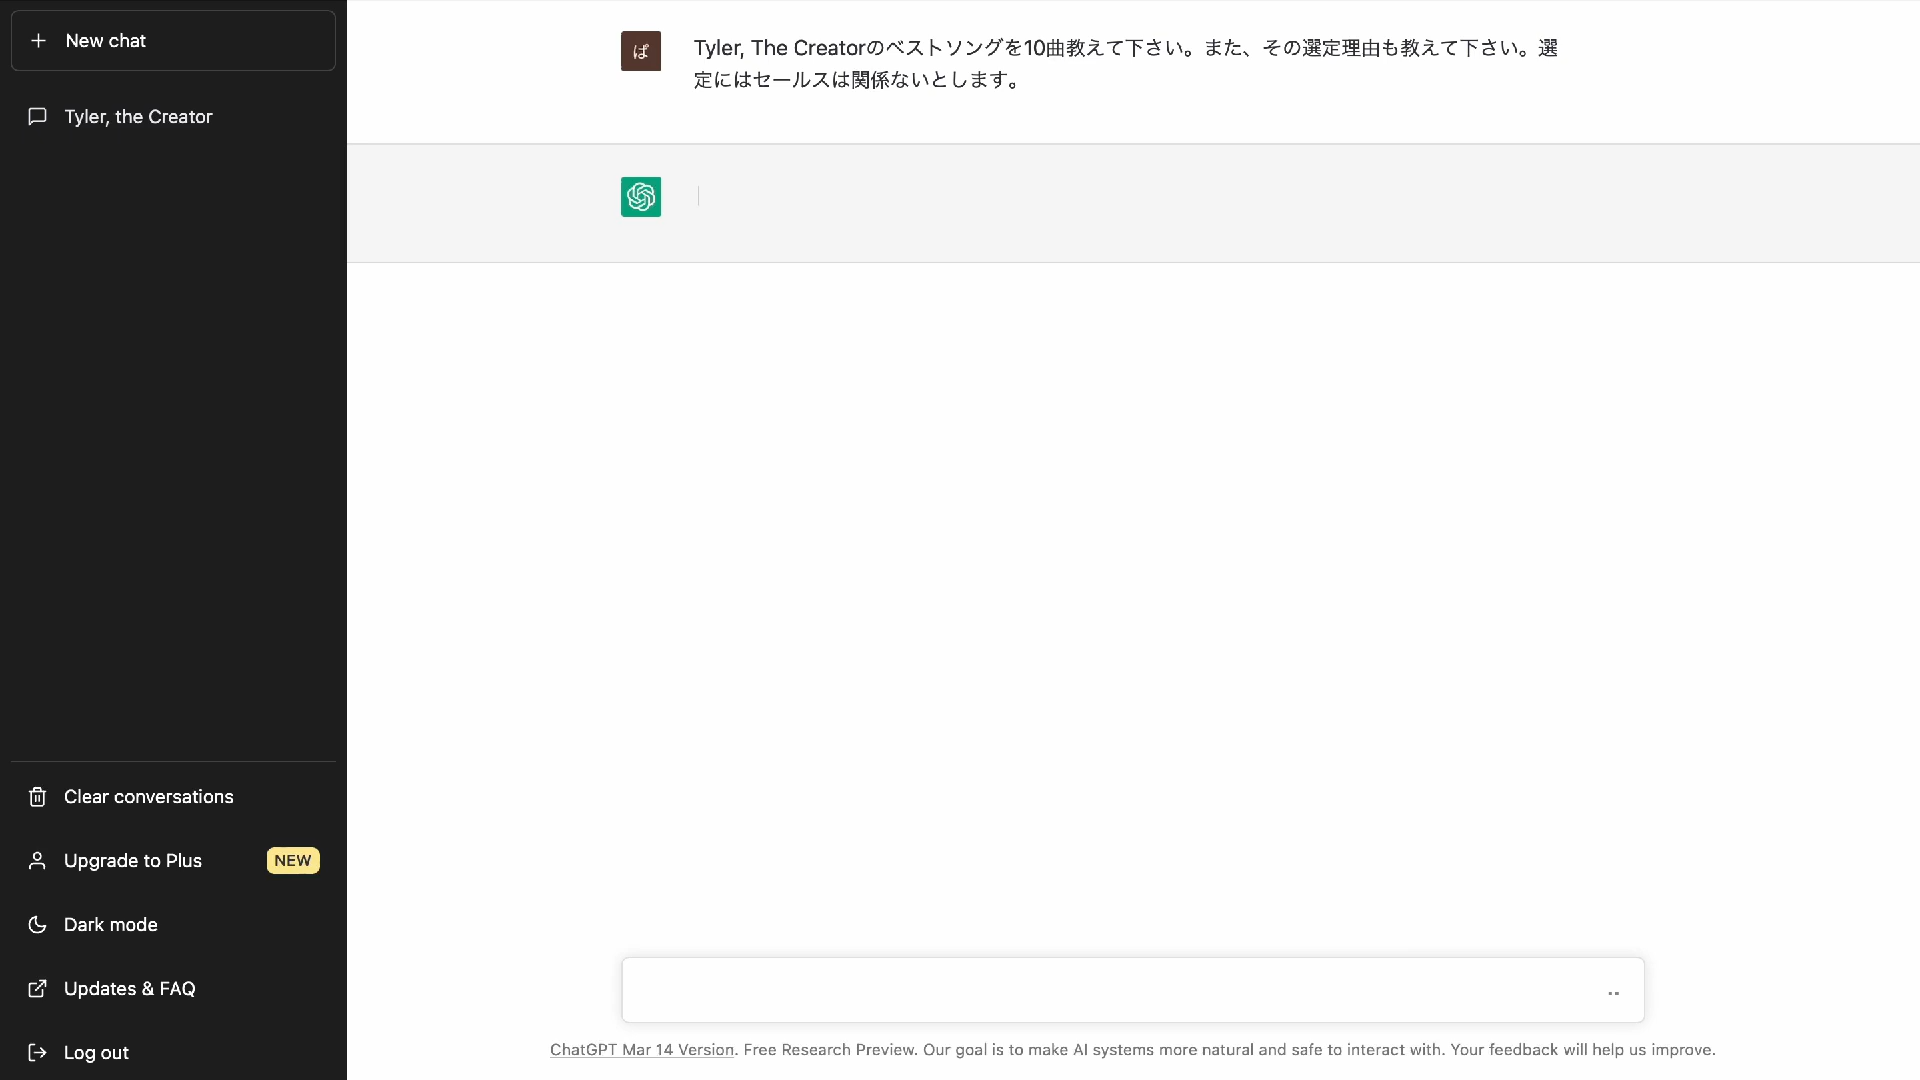 New chat
Tyler, the Creator
Clear conversations
Upgrade to Plus
NEW
Dark mode
Updates & FAQ
Log out
ぱ
Tyler, The Creatorのベストソングを10曲教えて下さい。また、その選定理由も教えて下さい。選
定にはセールスは関係ないとします。
ChatGPT Mar 14 Version. Free Research Preview. Our goal is to make AI systems more natural and safe to interact with. Your feedback will help us improve.